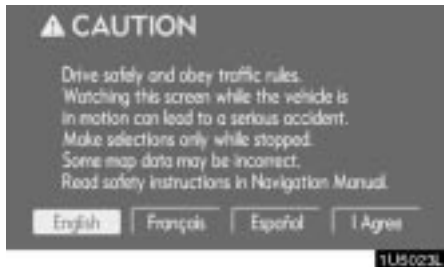 CAUTION
Drive safely and obey traffic rules.
Watching this screen while the vehicle is
in motion can lead to a serious accident.
Make selections only while stopped.
Some map data may be incorrect.
Read safety instructions in Navigation Manual.
English Français Español I Agree
1U5023L